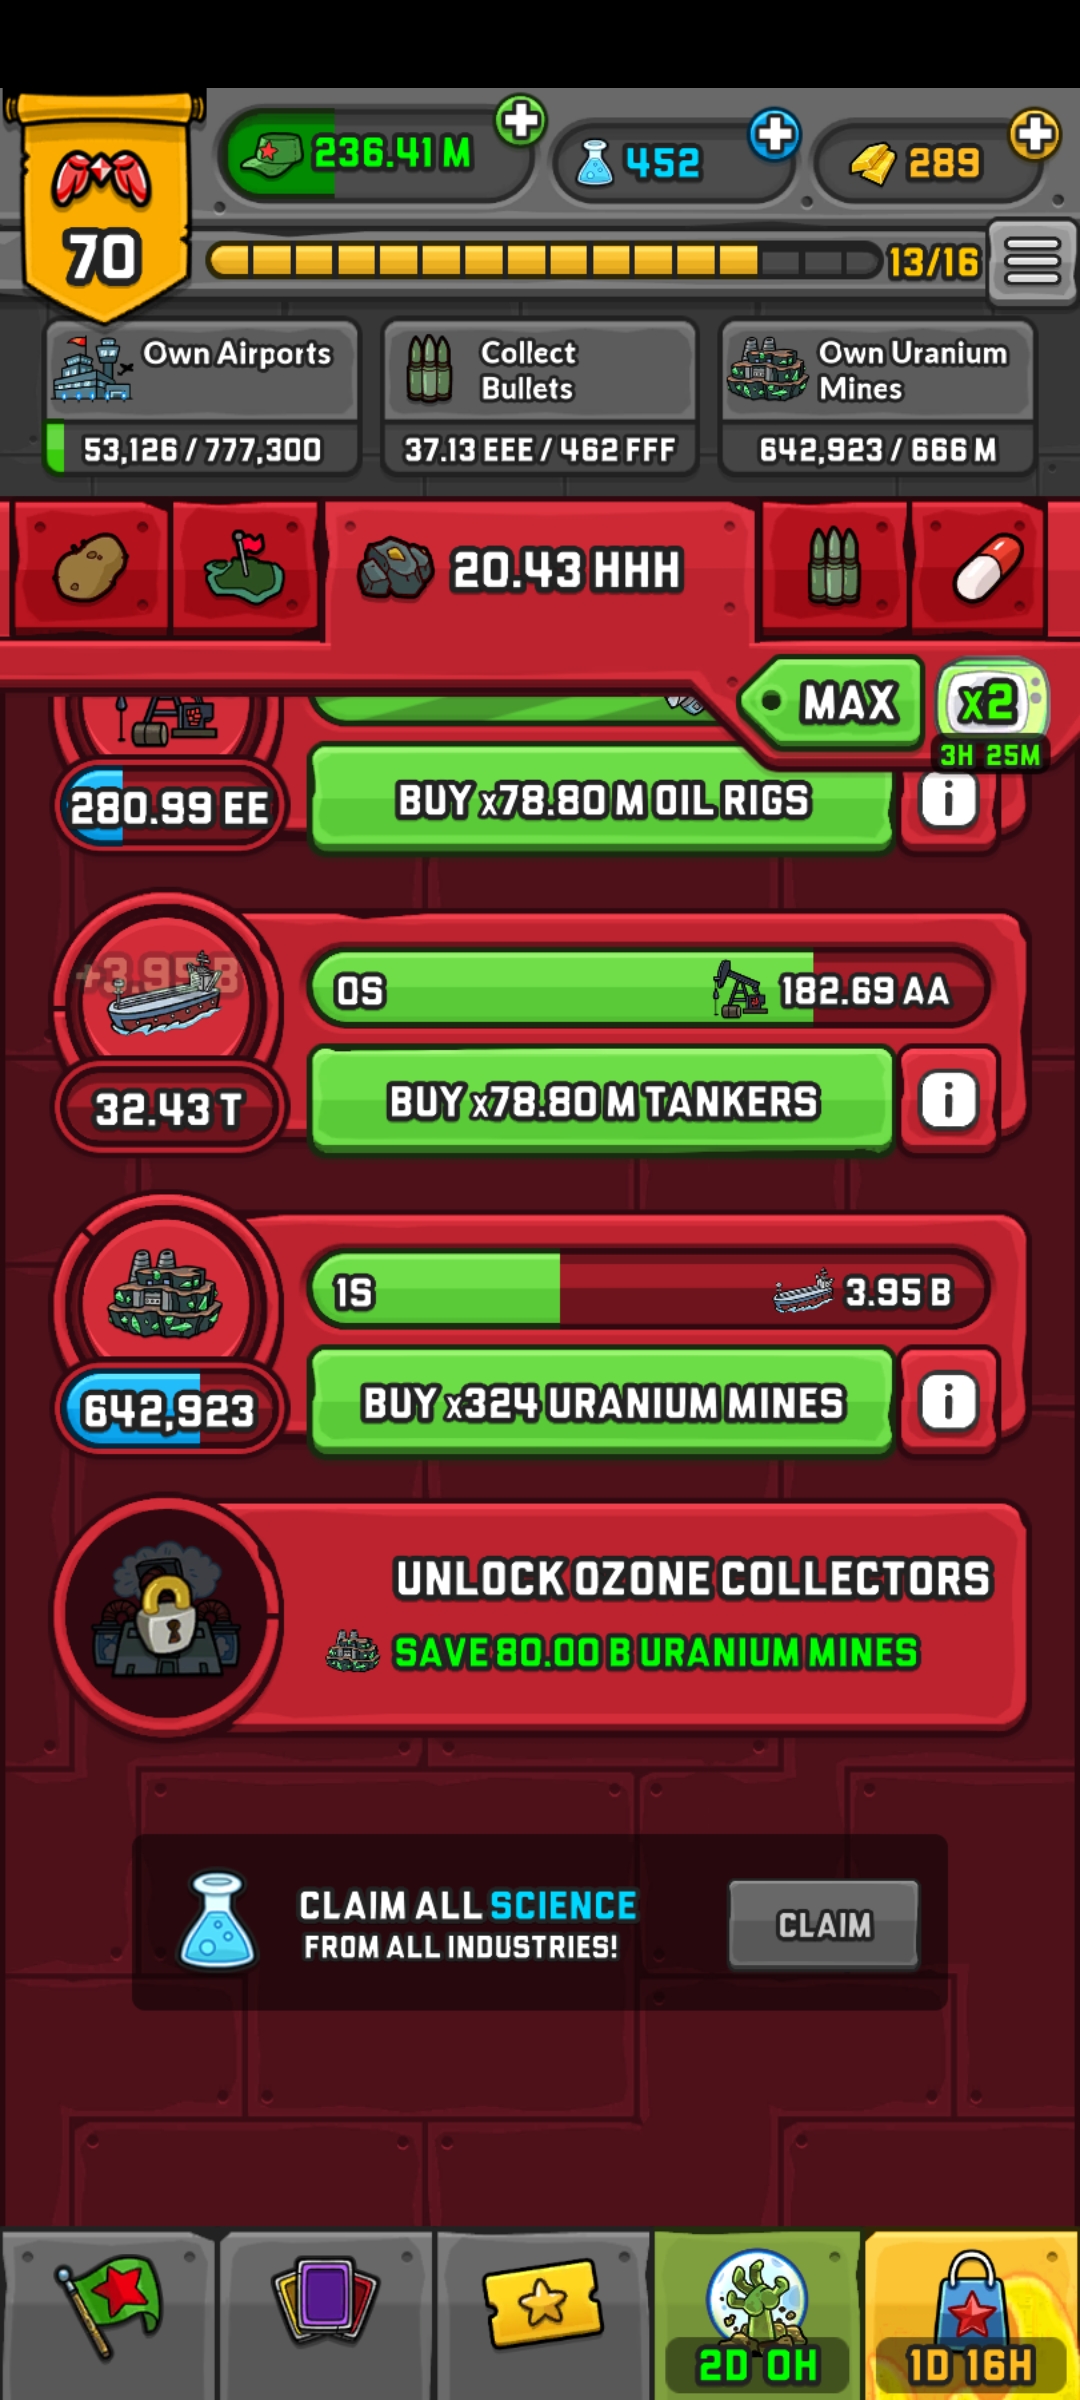 236.41 M
452
289
70
13/16
Own Airports
53,126 / 777,300
Collect
Bullets
37.13 EEE / 462 FFF
Own Uranium
Mines
642,923 / 666 M
20.43 HHH
MAX
x2
3H 25M
280.99 EE
BUY x78.80 M OIL RIGS
i
+3.95 B
0S
182.69 AA
32.43 T
BUY x78.80 M TANKERS
i
1S
3.95 B
642,923
BUY x324 URANIUM MINES
i
UNLOCK OZONE COLLECTORS
SAVE 80.00 B URANIUM MINES
CLAIM ALL SCIENCE
FROM ALL INDUSTRIES!
CLAIM
2D 0H
1D 16H